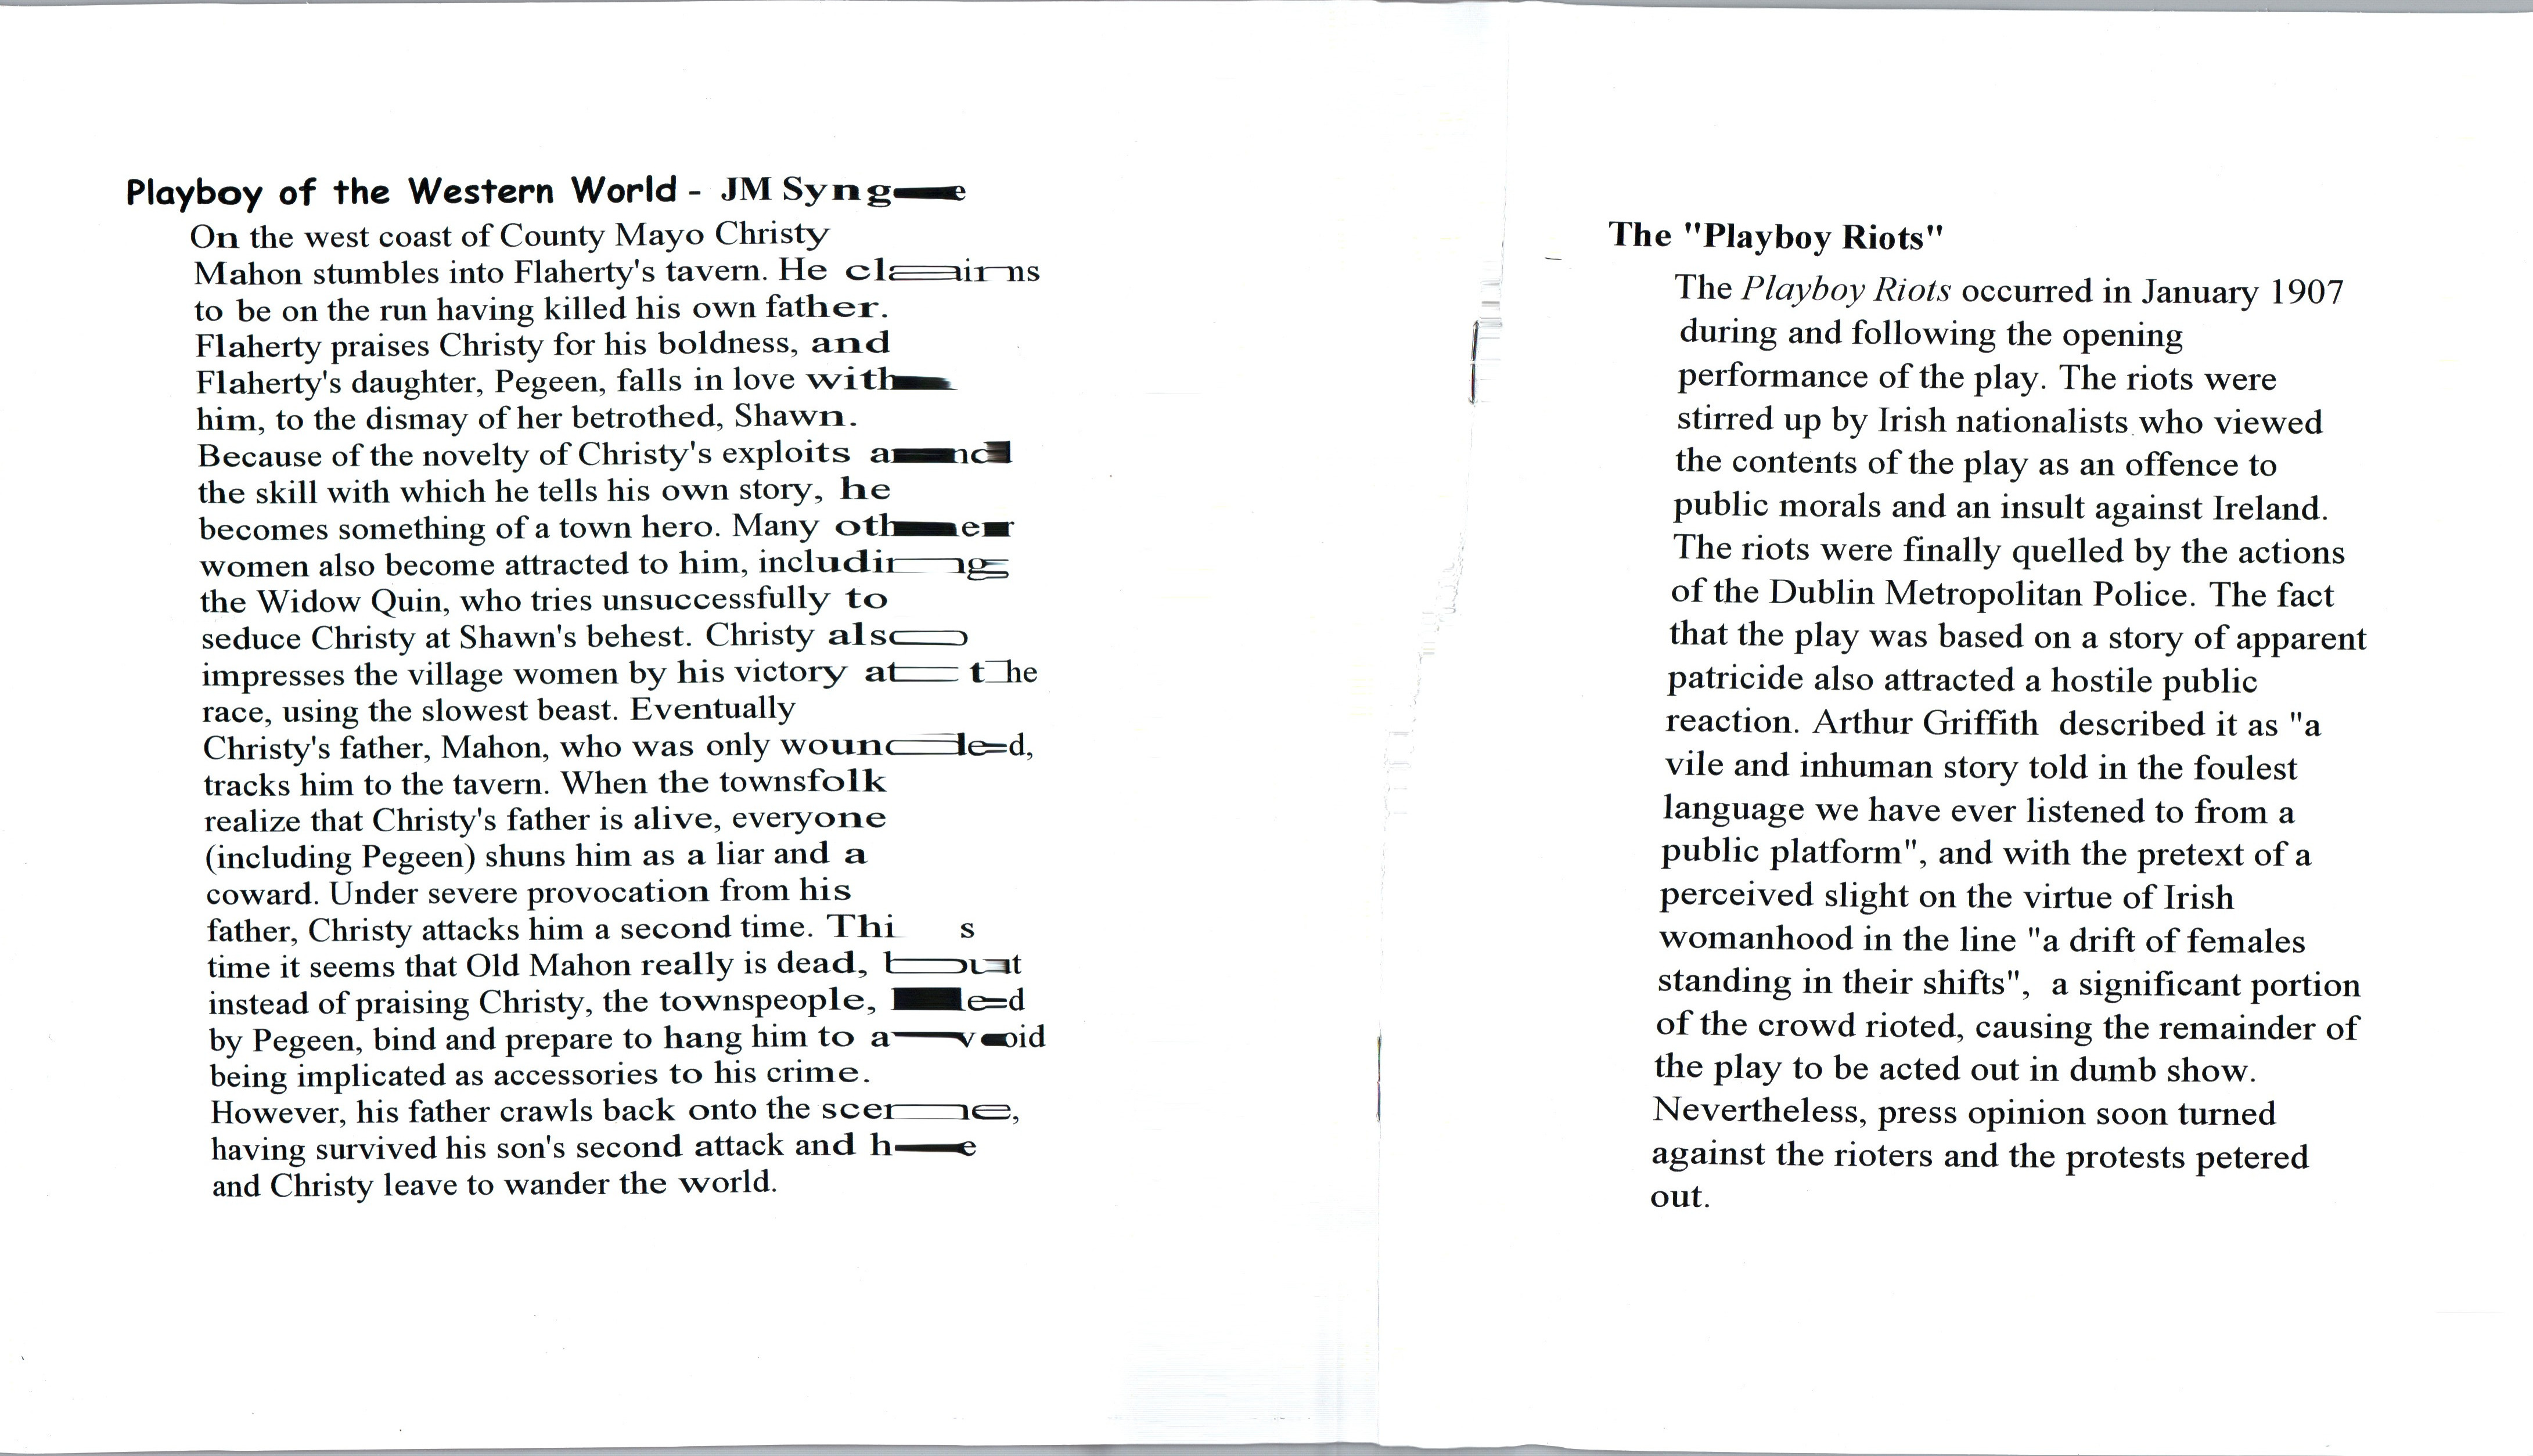 Playboy of the Western World - JM Synge
On the west coast of County Mayo Christy
Mahon stumbles into Flaherty's tavern. He claims
to be on the run having killed his own father.
Flaherty praises Christy for his boldness, and
Flaherty's daughter, Pegeen, falls in love with
him, to the dismay of her betrothed, Shawn.
Because of the novelty of Christy's exploits and
the skill with which he tells his own story, he
becomes something of a town hero. Many other
women also become attracted to him, including
the Widow Quin, who tries unsuccessfully to
seduce Christy at Shawn's behest. Christy also
impresses the village women by his victory at the
race, using the slowest beast. Eventually
Christy's father, Mahon, who was only wounded,
tracks him to the tavern. When the townsfolk
realize that Christy's father is alive, everyone
(including Pegeen) shuns him as a liar and a
coward. Under severe provocation from his
father, Christy attacks him a second time. This
time it seems that Old Mahon really is dead, but
instead of praising Christy, the townspeople, led
by Pegeen, bind and prepare to hang him to avoid
being implicated as accessories to his crime.
However, his father crawls back onto the scene,
having survived his son's second attack and he
and Christy leave to wander the world.
The "Playboy Riots"
The Playboy Riots occurred in January 1907
during and following the opening
performance of the play. The riots were
stirred up by Irish nationalists who viewed
the contents of the play as an offence to
public morals and an insult against Ireland.
The riots were finally quelled by the actions
of the Dublin Metropolitan Police. The fact
that the play was based on a story of apparent
patricide also attracted a hostile public
reaction. Arthur Griffith described it as "a
vile and inhuman story told in the foulest
language we have ever listened to from a
public platform", and with the pretext of a
perceived slight on the virtue of Irish
womanhood in the line "a drift of females
standing in their shifts", a significant portion
of the crowd rioted, causing the remainder of
the play to be acted out in dumb show.
Nevertheless, press opinion soon turned
against the rioters and the protests petered
out.